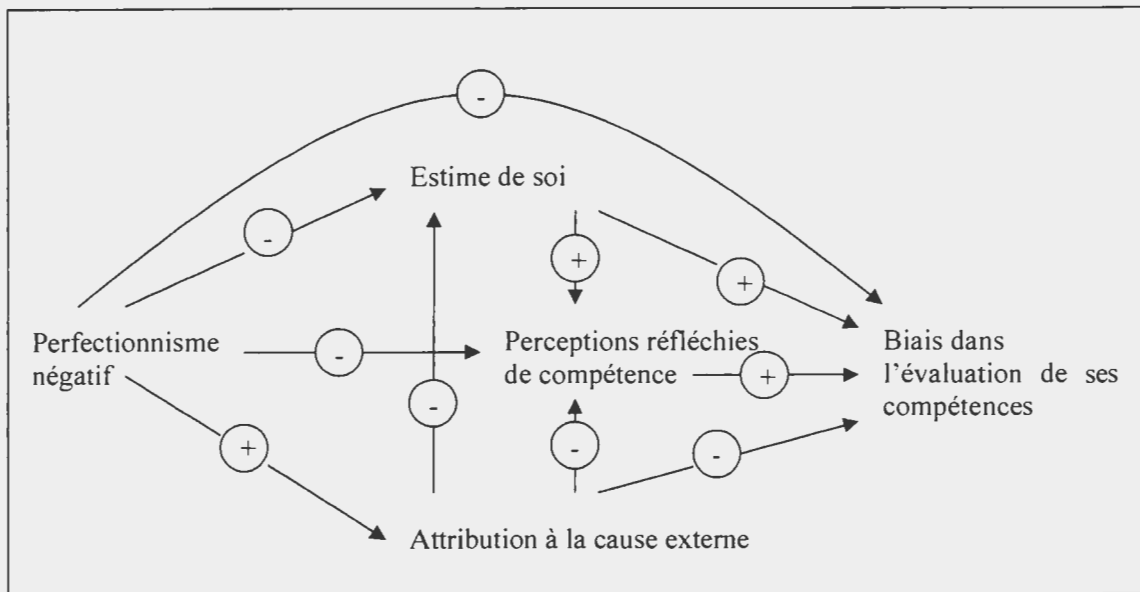 -
Estime de soi
-
+
+
Perfectionnisme
négatif
-
Perceptions réfléchies
de compétence
+
Biais dans
l'évaluation de ses
compétences
-
+
-
-
Attribution à la cause externe